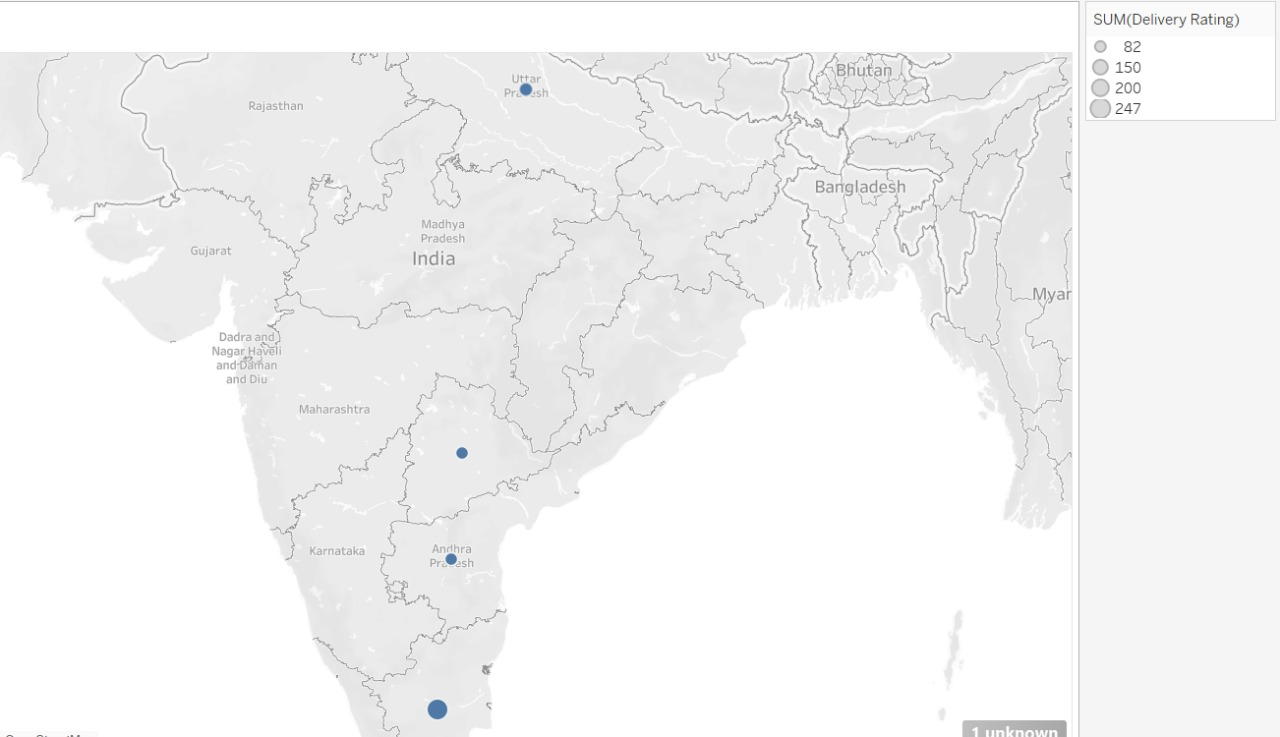 SUM(Delivery Rating)
82
150
200
247
Bhutan
Uttar
Pradesh
Rajasthan
Bangladesh
Madhya
Pradesh
India
Gujarat
Dadra and
Nagar Haveli
and Daman
and Diu
Maharashtra
Karnataka
Andhra
Pradesh
1 unknown